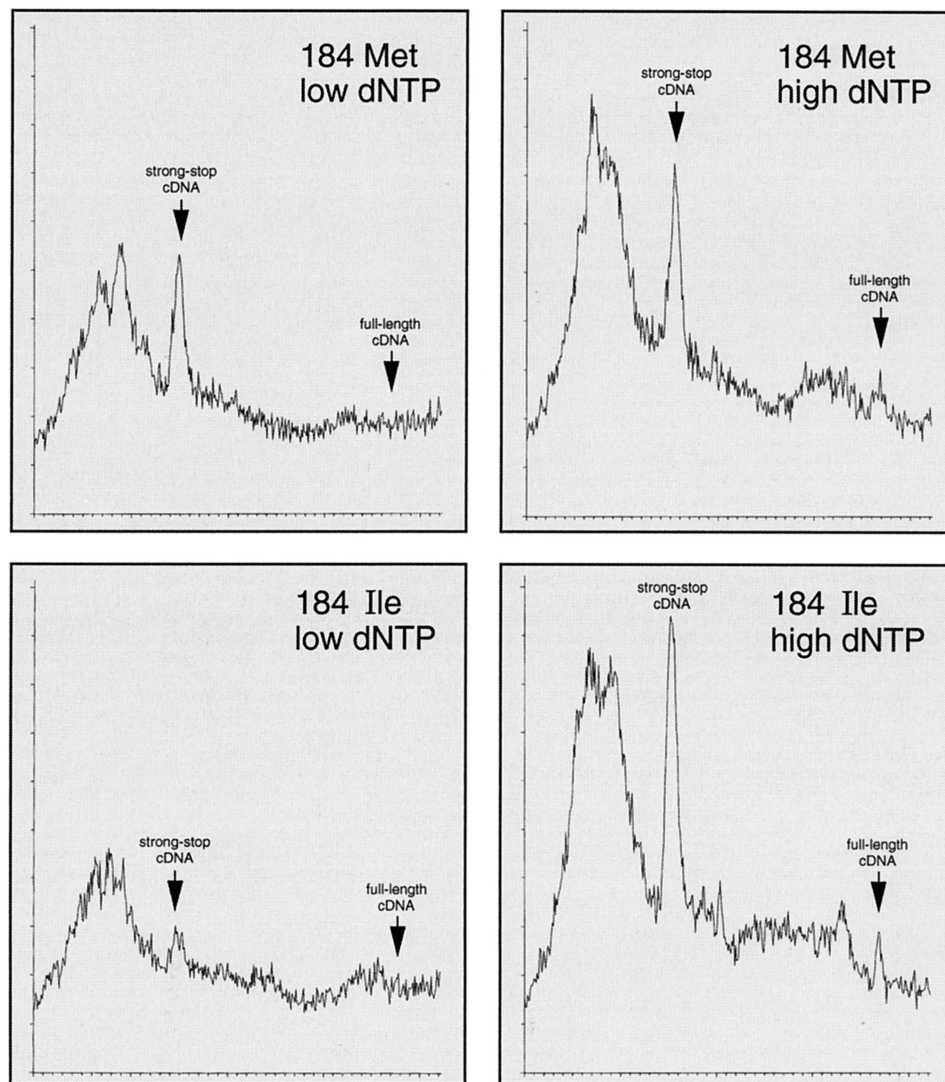 184 Met
low dNTP
strong-stop
cDNA
full-length
cDNA
184 Met
high dNTP
strong-stop
cDNA
full-length
cDNA
184 Ile
low dNTP
strong-stop
cDNA
full-length
cDNA
184 Ile
high dNTP
strong-stop
cDNA
full-length
cDNA